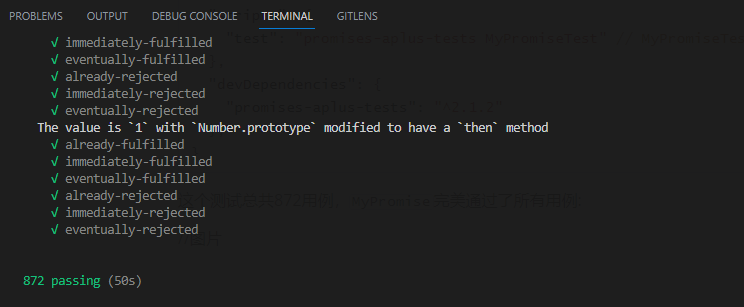 PROBLEMS OUTPUT DEBUG CONSOLE TERMINAL GITLENS
√ immediately-fulfilled
√ eventually-fulfilled
√ already-rejected
√ immediately-rejected
√ eventually-rejected
The value is `1` with `Number.prototype` modified to have a `then` method
√ already-fulfilled
√ immediately-fulfilled
√ eventually-fulfilled
√ already-rejected
√ immediately-rejected
√ eventually-rejected
872 passing (50s)